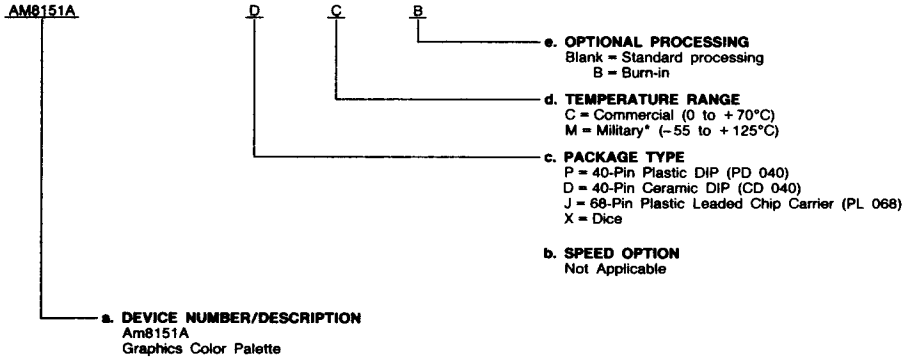 AM8151A D C B
e. OPTIONAL PROCESSING
Blank = Standard processing
B = Burn-in
d. TEMPERATURE RANGE
C = Commercial (0 to +70°C)
M = Military* (-55 to +125°C)
c. PACKAGE TYPE
P = 40-Pin Plastic DIP (PD 040)
D = 40-Pin Ceramic DIP (CD 040)
J = 68-Pin Plastic Leaded Chip Carrier (PL 068)
X = Dice
b. SPEED OPTION
Not Applicable
a. DEVICE NUMBER/DESCRIPTION
Am8151A
Graphics Color Palette